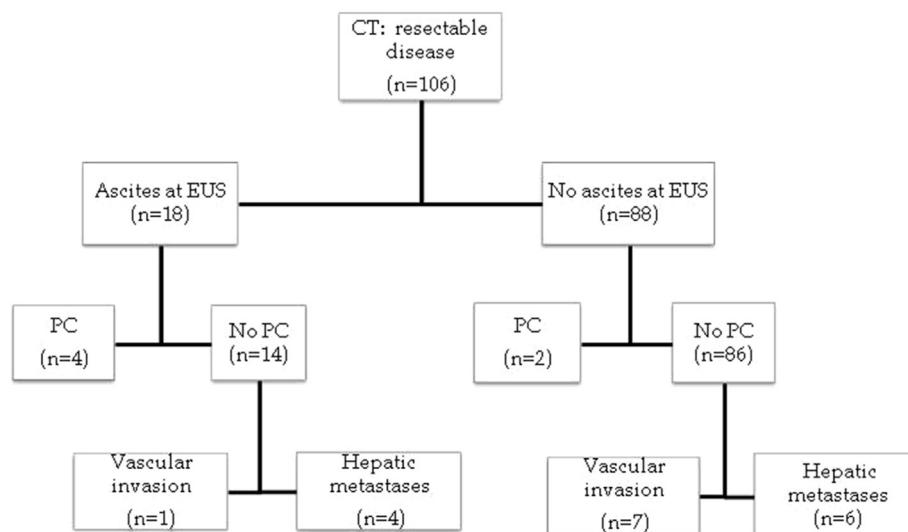 CT: resectable
disease
(n=106)
Ascites at EUS
(n=18)
No ascites at EUS
(n=88)
PC
(n=4)
No PC
(n=14)
PC
(n=2)
No PC
(n=86)
Vascular
invasion
(n=1)
Hepatic
metastases
(n=4)
Vascular
invasion
(n=7)
Hepatic
metastases
(n=6)